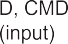 D, CMD
(input)